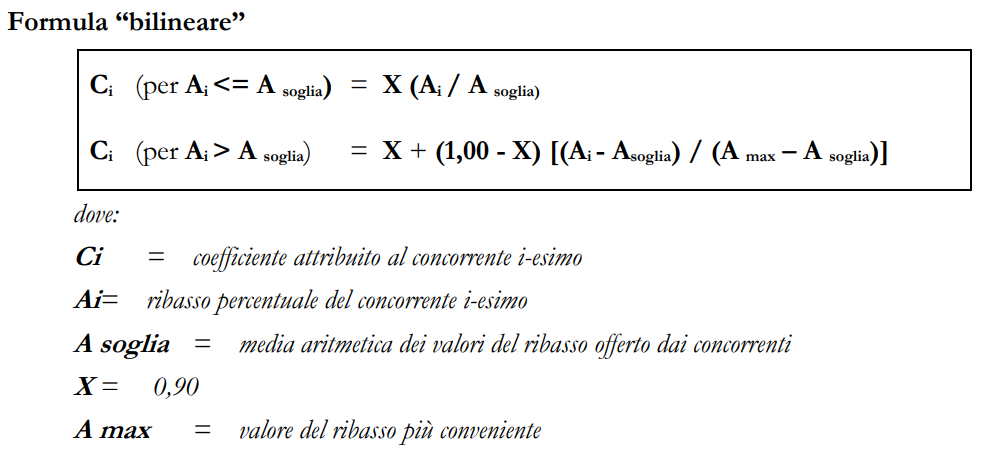 Formula “bilineare”
Ci (per Ai <= A soglia) = X (Ai / A soglia)
Ci (per Ai > A soglia) = X + (1,00 - X) [(Ai - Asoglia) / (A max – A soglia)]
dove:
Ci = coefficiente attribuito al concorrente i-esimo
Ai= ribasso percentuale del concorrente i-esimo
A soglia = media aritmetica dei valori del ribasso offerto dai concorrenti
X = 0,90
A max = valore del ribasso più conveniente